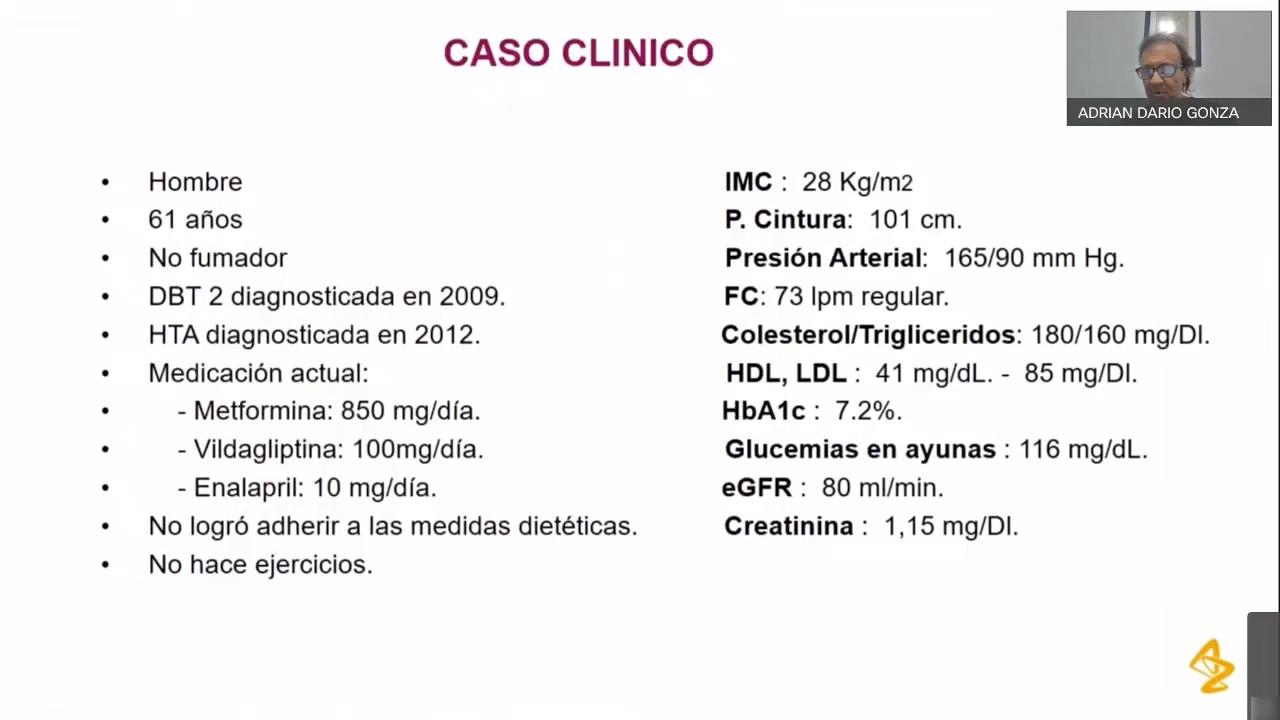 CASO CLINICO
ADRIAN DARIO GONZA
• Hombre
• 61 años
• No fumador
• DBT 2 diagnosticada en 2009.
• HTA diagnosticada en 2012.
• Medicación actual:
• - Metformina: 850 mg/día.
• - Vildagliptina: 100mg/día.
• - Enalapril: 10 mg/día.
• No logró adherir a las medidas dietéticas.
• No hace ejercicios.
IMC : 28 Kg/m2
P. Cintura: 101 cm.
Presión Arterial: 165/90 mm Hg.
FC: 73 lpm regular.
Colesterol/Trigliceridos: 180/160 mg/Dl.
HDL, LDL : 41 mg/dL. - 85 mg/Dl.
HbA1c : 7.2%.
Glucemias en ayunas : 116 mg/dL.
eGFR : 80 ml/min.
Creatinina : 1,15 mg/Dl.